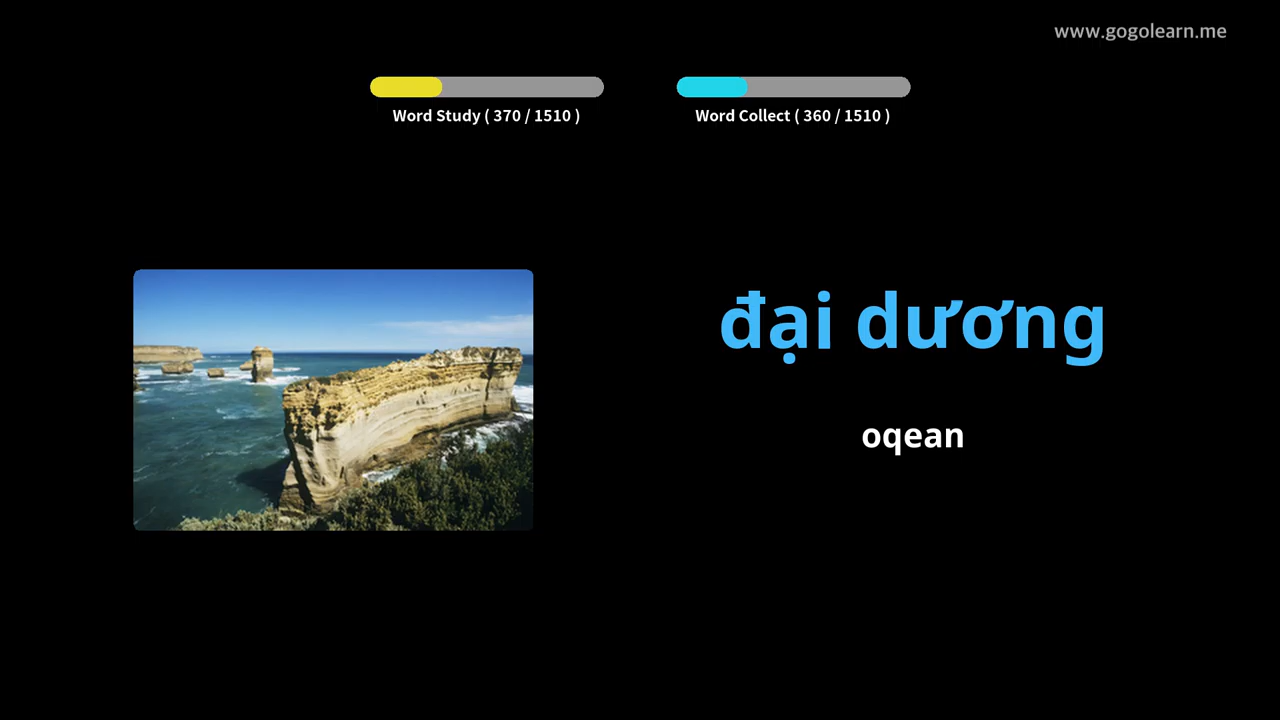 www.gogolearn.me
Word Study ( 370 / 1510 )
Word Collect ( 360 / 1510 )
đại dương
oqean